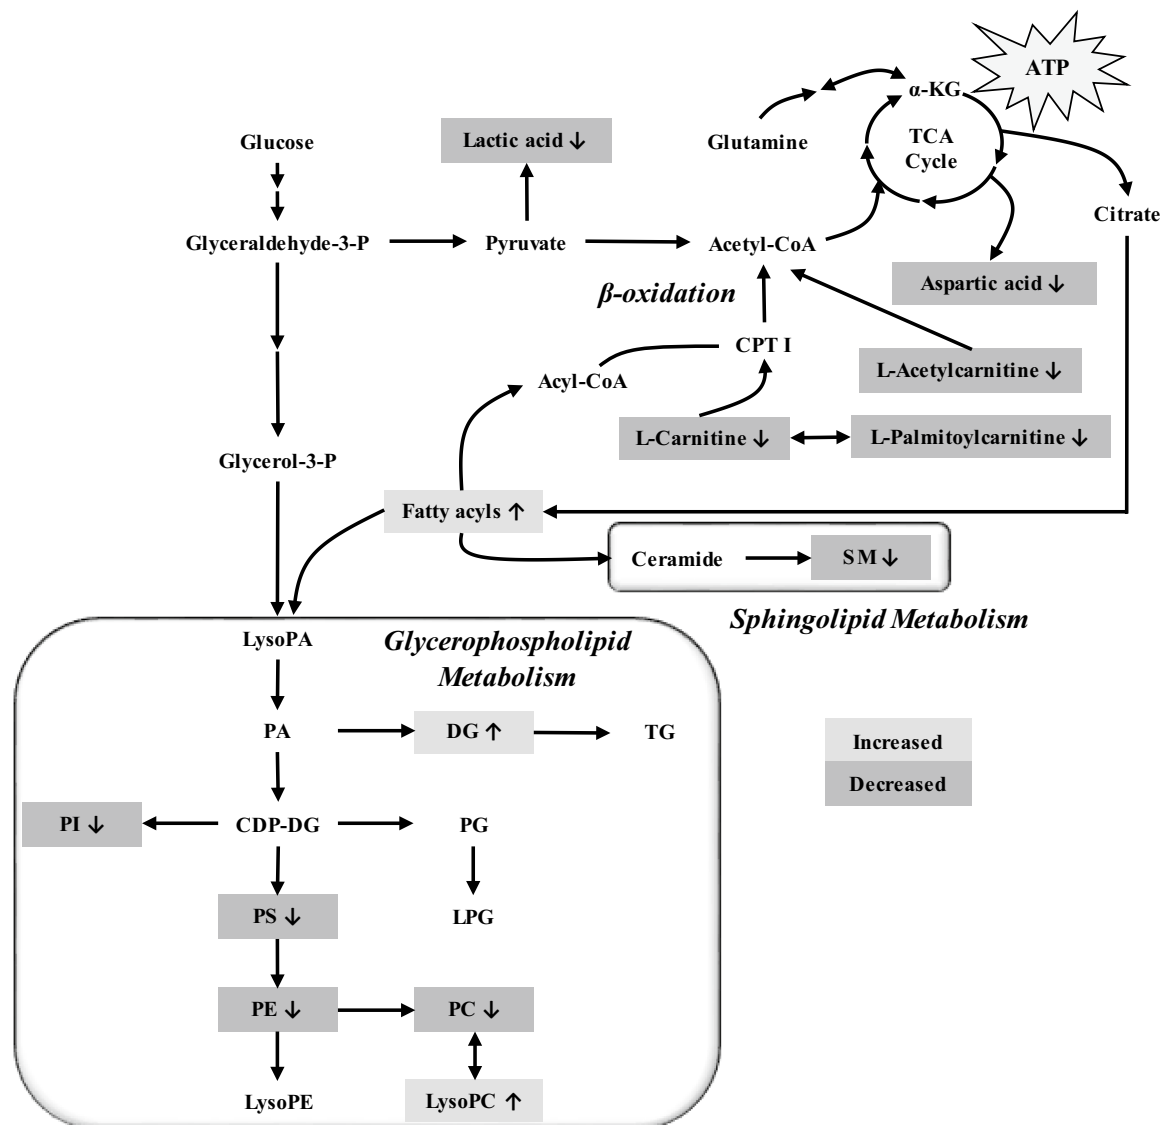 ATP
α-KG
Glucose
Lactic acid ↓
Glutamine
TCA
Cycle
Citrate
Glyceraldehyde-3-P
Pyruvate
Acetyl-CoA
Aspartic acid ↓
β-oxidation
CPT I
L-Acetylcarnitine ↓
Acyl-CoA
L-Carnitine ↓
L-Palmitoylcarnitine ↓
Glycerol-3-P
Fatty acyls ↑
Ceramide
SM ↓
Sphingolipid Metabolism
LysoPA
Glycerophospholipid
Metabolism
PA
DG ↑
TG
Increased
Decreased
PI ↓
CDP-DG
PG
PS ↓
LPG
PE ↓
PC ↓
LysoPE
LysoPC ↑